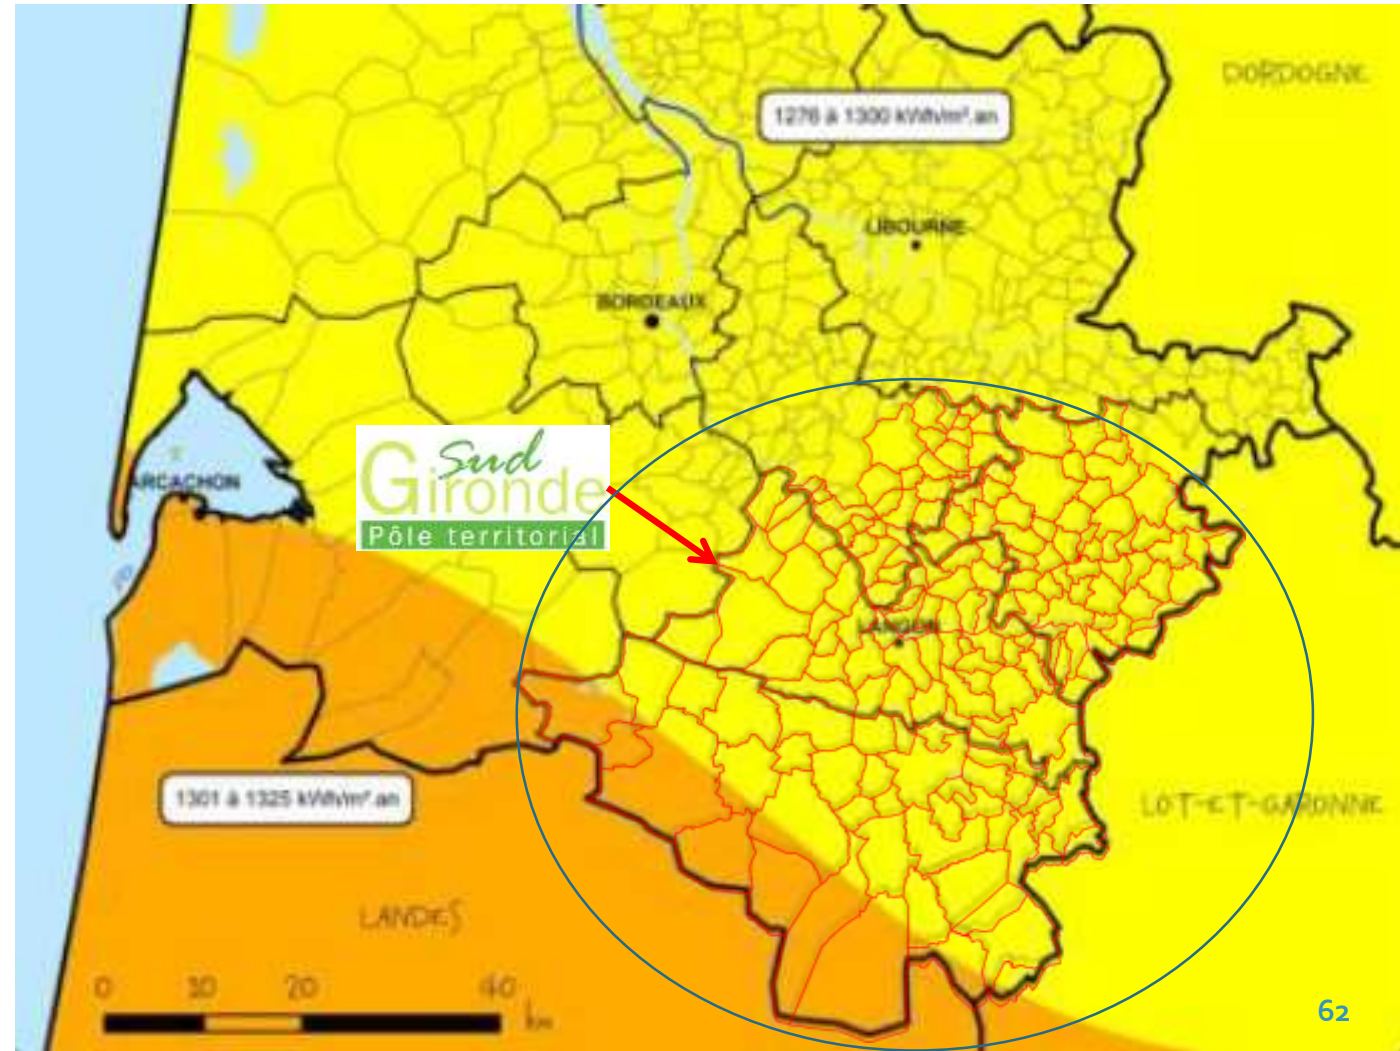 DORDOGNE
1276 à 1300 kWh/m².an
LIBOURNE
BORDEAUX
Sud
Gironde
Pôle territorial
ARCACHON
LANGON
1301 à 1325 kWh/m².an
LOT-ET-GARONNE
LANDES
0 10 20 40
km
62